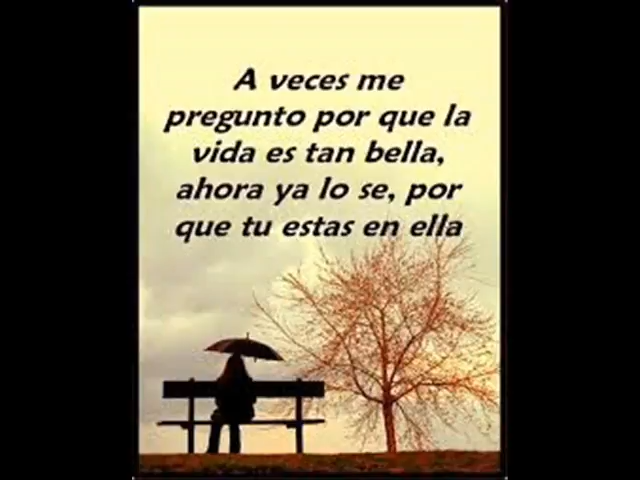 A veces me
pregunto por que la
vida es tan bella,
ahora ya lo se, por
que tu estas en ella